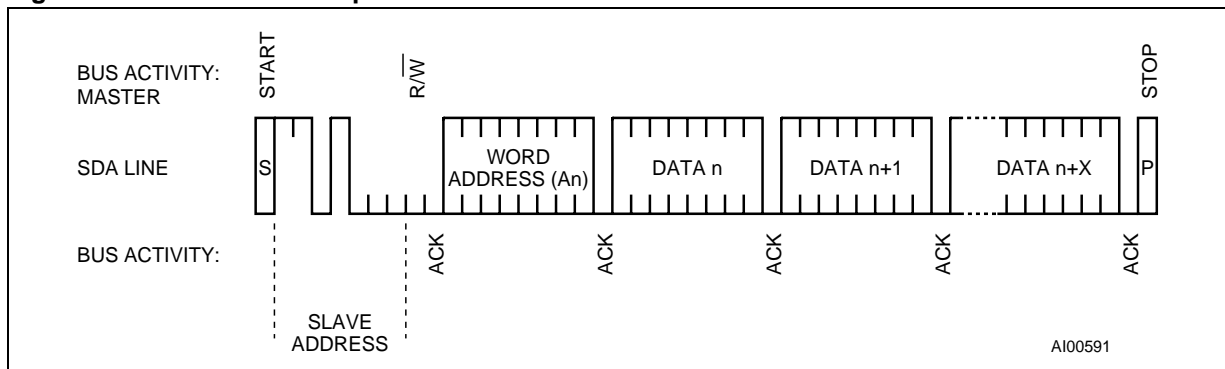 BUS ACTIVITY:
MASTER
START
R/W
STOP
SDA LINE
S
WORD
ADDRESS (An)
DATA n
DATA n+1
DATA n+X
P
BUS ACTIVITY:
ACK
ACK
ACK
ACK
ACK
SLAVE
ADDRESS
AI00591